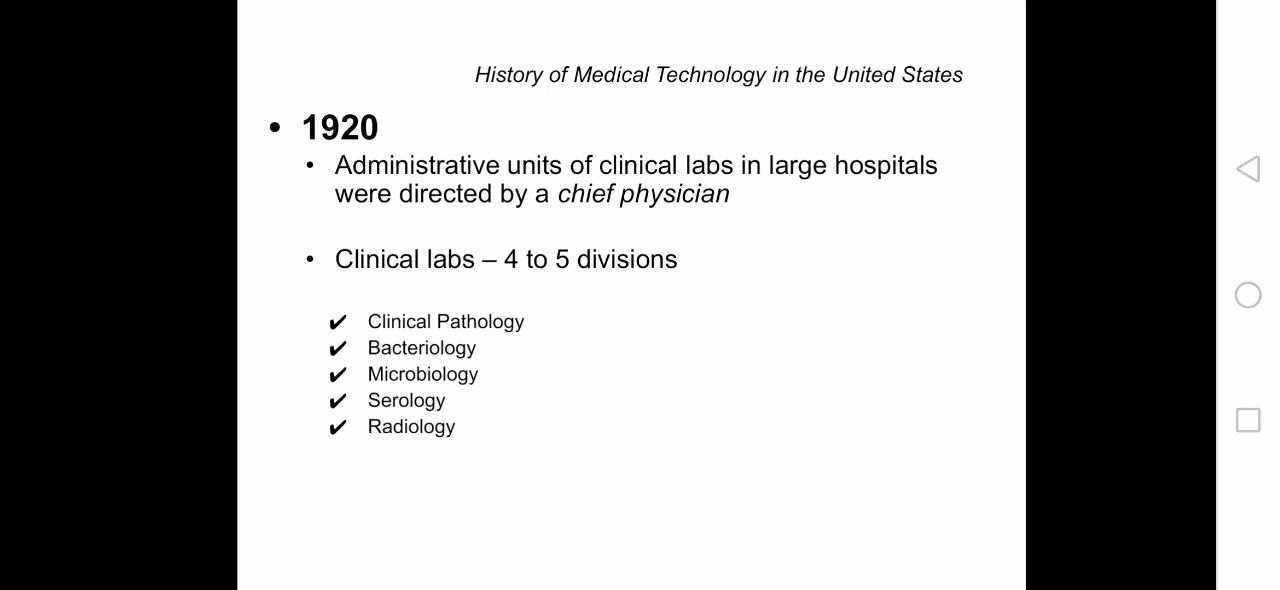 History of Medical Technology in the United States
• 1920
• Administrative units of clinical labs in large hospitals
were directed by a chief physician
• Clinical labs – 4 to 5 divisions
✔ Clinical Pathology
✔ Bacteriology
✔ Microbiology
✔ Serology
✔ Radiology